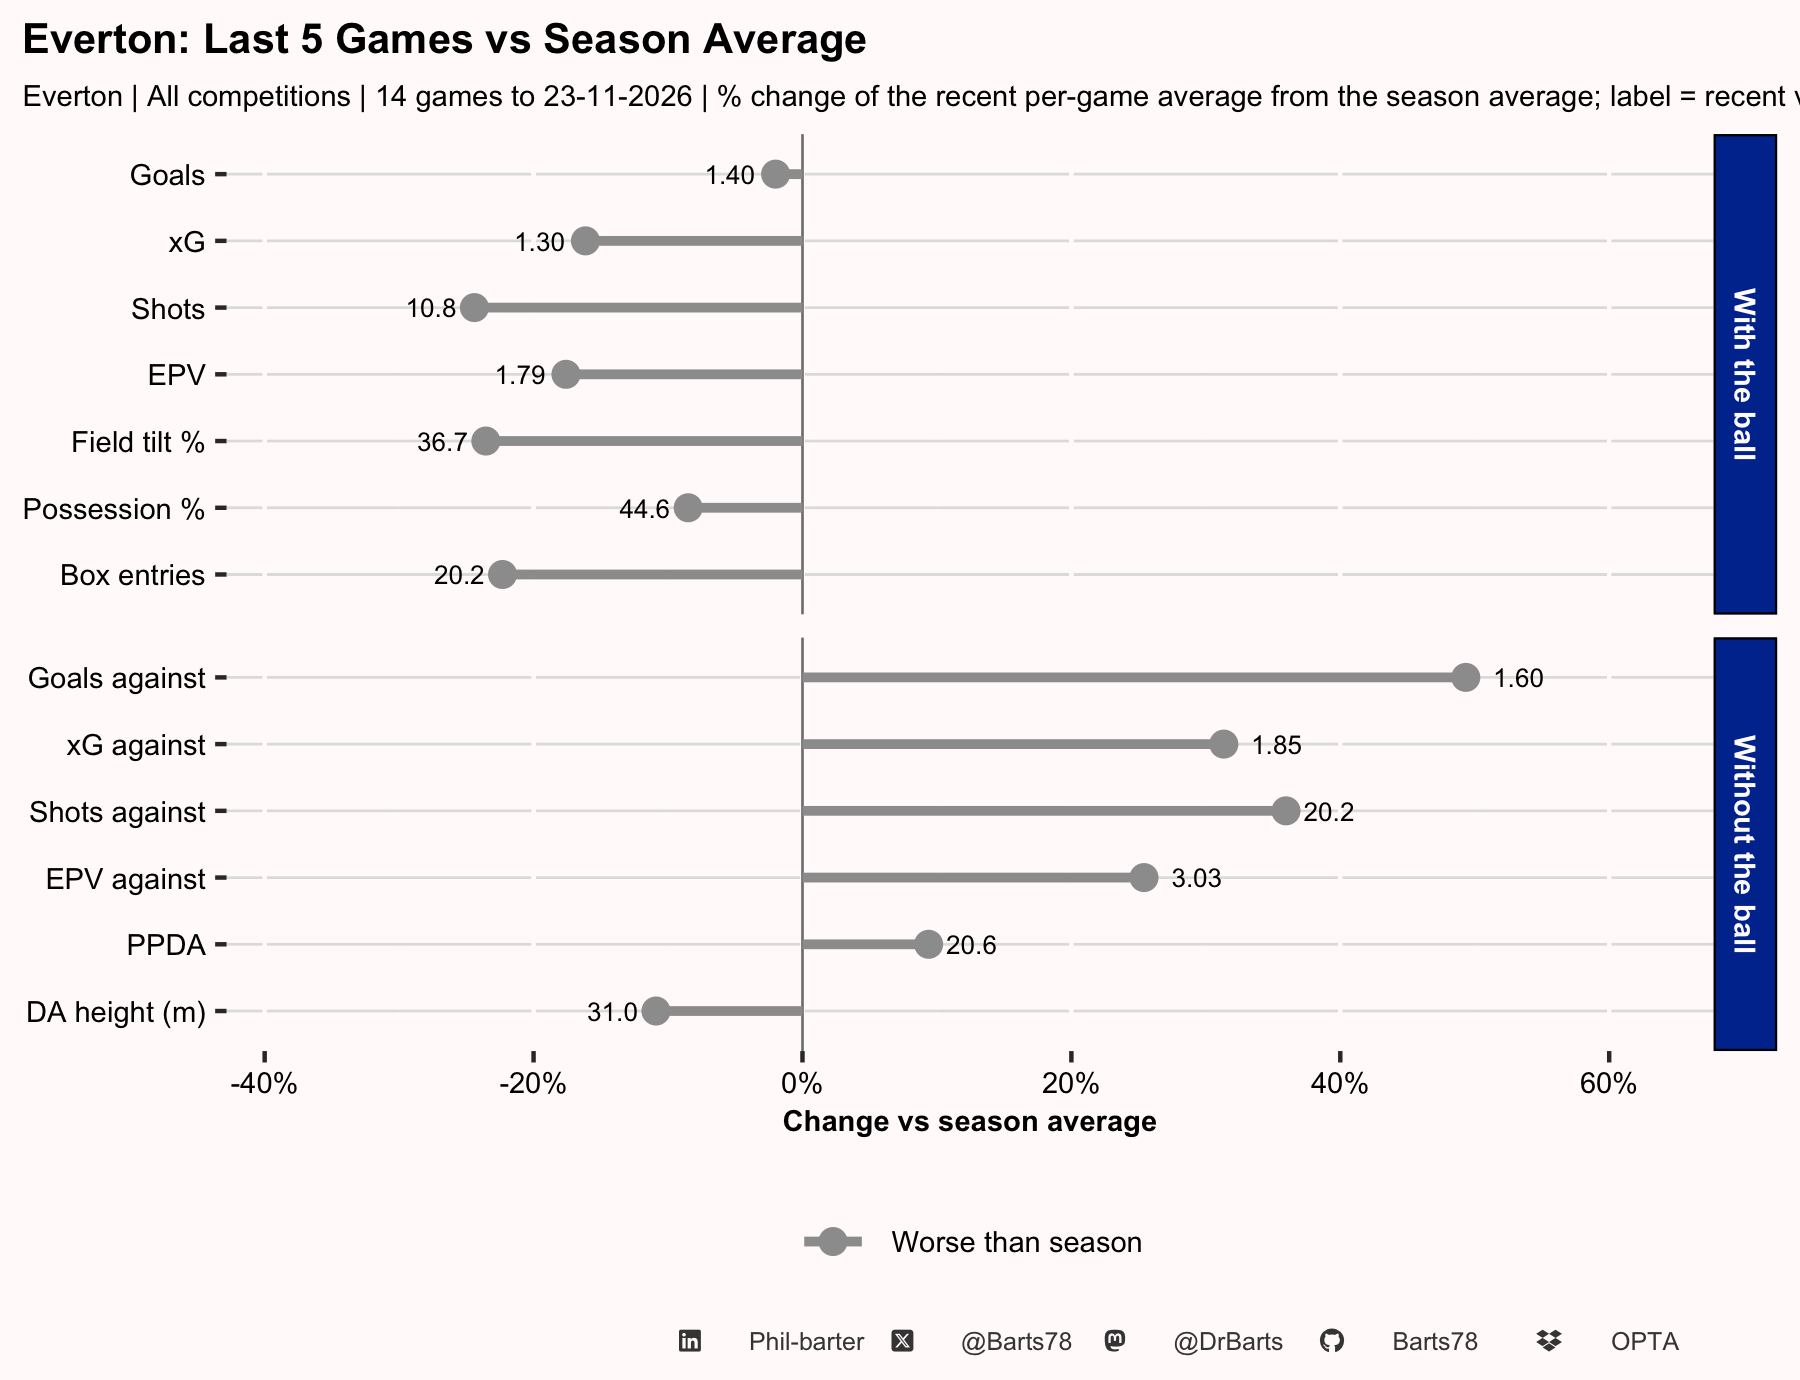 Everton: Last 5 Games vs Season Average
Everton | All competitions | 14 games to 23-11-2026 | % change of the recent per-game average from the season average; label = recent
Goals
1.40
xG
1.30
Shots
10.8
EPV
1.79
Field tilt %
36.7
Possession %
44.6
Box entries
20.2
With the ball
Goals against
1.60
xG against
1.85
Shots against
20.2
EPV against
3.03
PPDA
20.6
DA height (m)
31.0
Without the ball
-40%
-20%
0%
20%
40%
60%
Change vs season average
Worse than season
Phil-barter @Barts78 @DrBarts Barts78 OPTA